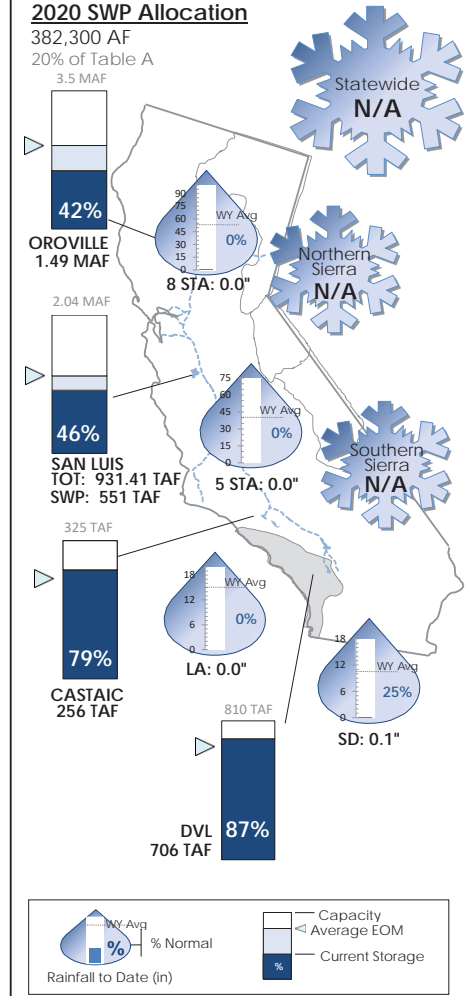 2020 SWP Allocation
382,300 AF
20% of Table A
3.5 MAF
42%
OROVILLE
1.49 MAF
Statewide
N/A
90
75
60
45
30
15
0
WY Avg
0%
8 STA: 0.0"
Northern
Sierra
N/A
2.04 MAF
46%
SAN LUIS
TOT: 931.41 TAF
SWP: 551 TAF
75
60
45
30
15
0
WY Avg
0%
5 STA: 0.0"
Southern
Sierra
N/A
325 TAF
79%
CASTAIC
256 TAF
18
12
6
0
WY Avg
0%
LA: 0.0"
18
12
6
0
WY Avg
25%
SD: 0.1"
810 TAF
87%
DVL
706 TAF
WY Avg
%
% Normal
Rainfall to Date (in)
Capacity
Average EOM
Current Storage
%